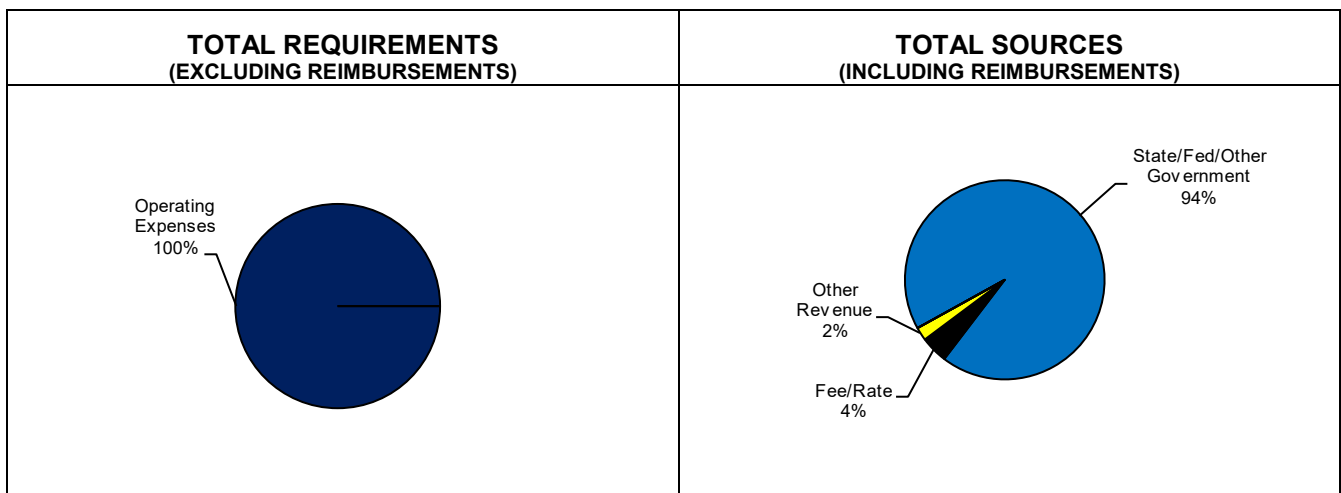 TOTAL REQUIREMENTS
(EXCLUDING REIMBURSEMENTS)
TOTAL SOURCES
(INCLUDING REIMBURSEMENTS)
Operating
Expenses
100%
State/Fed/Other
Government
94%
Other
Revenue
2%
Fee/Rate
4%